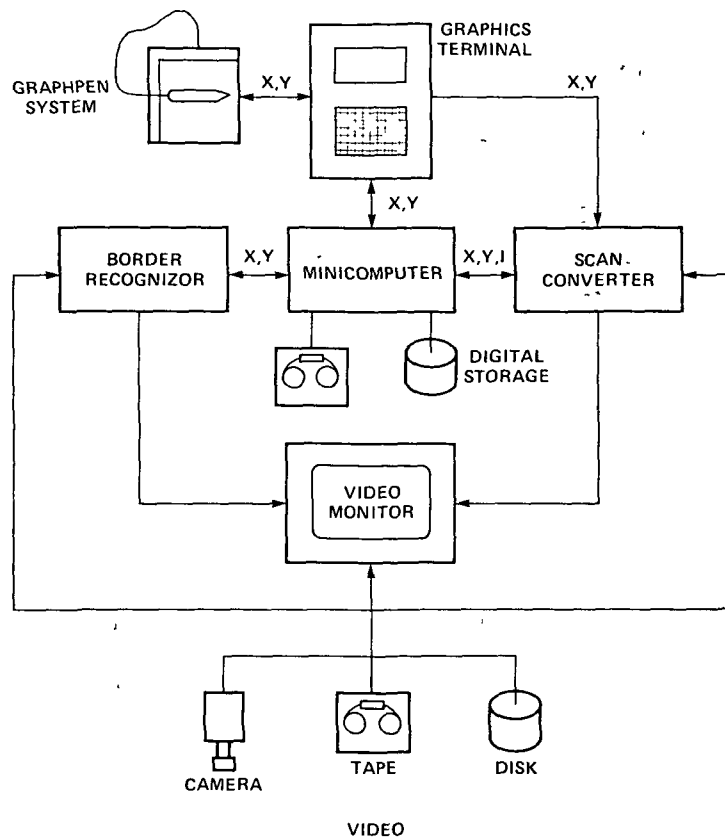 GRAPHICS
TERMINAL
GRAPHPEN
SYSTEM
X,Y
X,Y
X,Y
BORDER
RECOGNIZOR
X,Y
MINICOMPUTER
X,Y,I
SCAN
CONVERTER
DIGITAL
STORAGE
VIDEO
MONITOR
CAMERA
TAPE
DISK
VIDEO